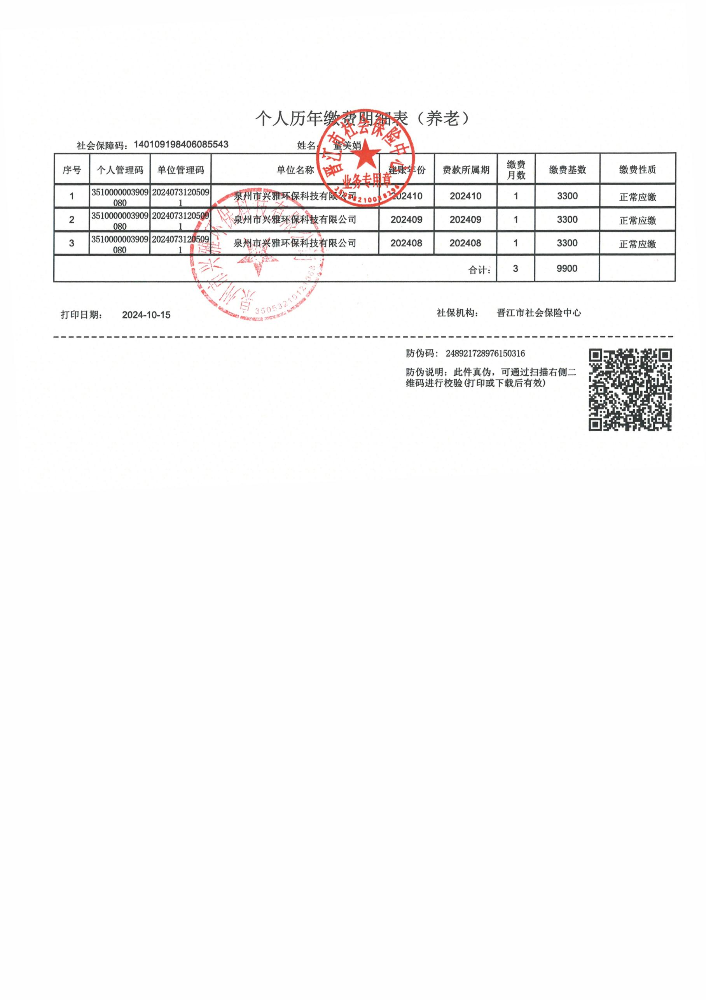 个人历年缴费明细表（养老）
社会保障码：140109198406085543 姓名：董美娟
序号 个人管理码 单位管理码 单位名称 建账年份 费款所属期 缴费月数 缴费基数 缴费性质
1 3510000003909080 20240731205091 泉州市兴雅环保科技有限公司 202410 202410 1 3300 正常应缴
2 3510000003909080 20240731205091 泉州市兴雅环保科技有限公司 202409 202409 1 3300 正常应缴
3 3510000003909080 20240731205091 泉州市兴雅环保科技有限公司 202408 202408 1 3300 正常应缴
合计： 3 9900
晋江市社会保险中心
业务专用章
泉州市兴雅环保科技有限公司
打印日期： 2024-10-15 社保机构： 晋江市社会保险中心
防伪码： 248921728976150316
防伪说明：此件真伪，可通过扫描右侧二
维码进行校验(打印或下载后有效)